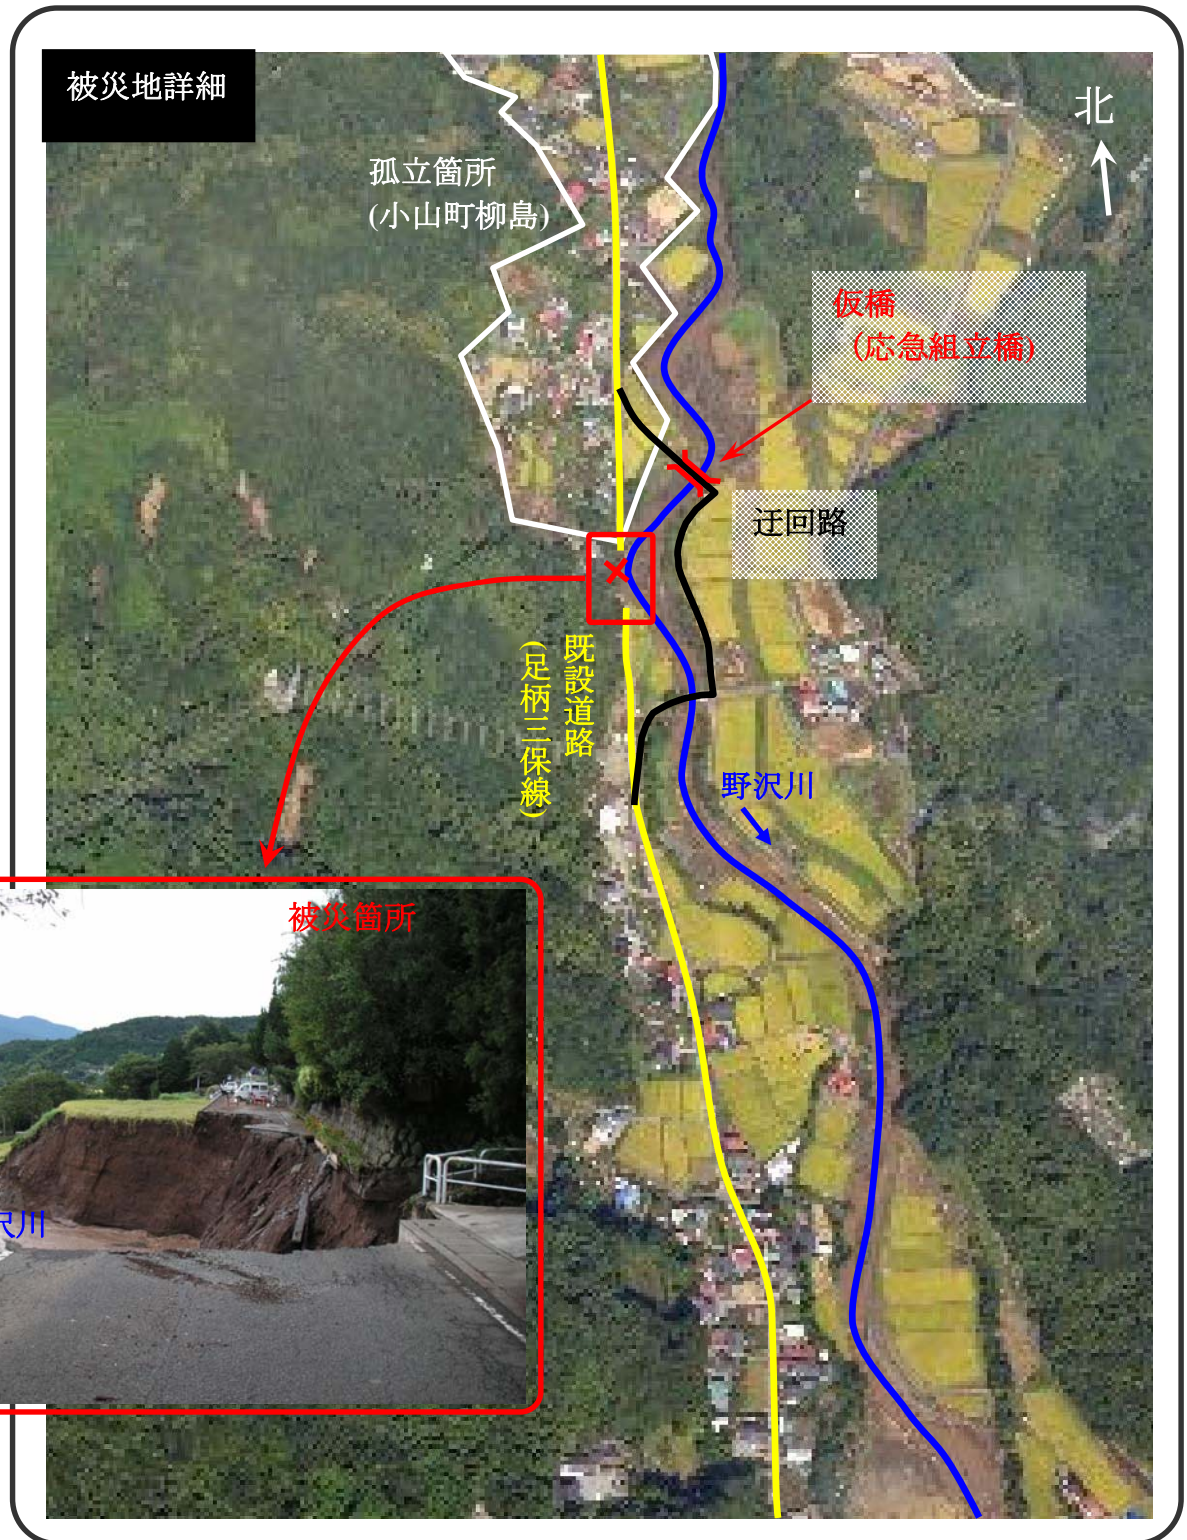 被災地詳細
北
孤立箇所
(小山町柳島)
仮橋
(応急組立橋)
迂回路
既設道路
(足柄三保線)
野沢川
被災箇所
沢川